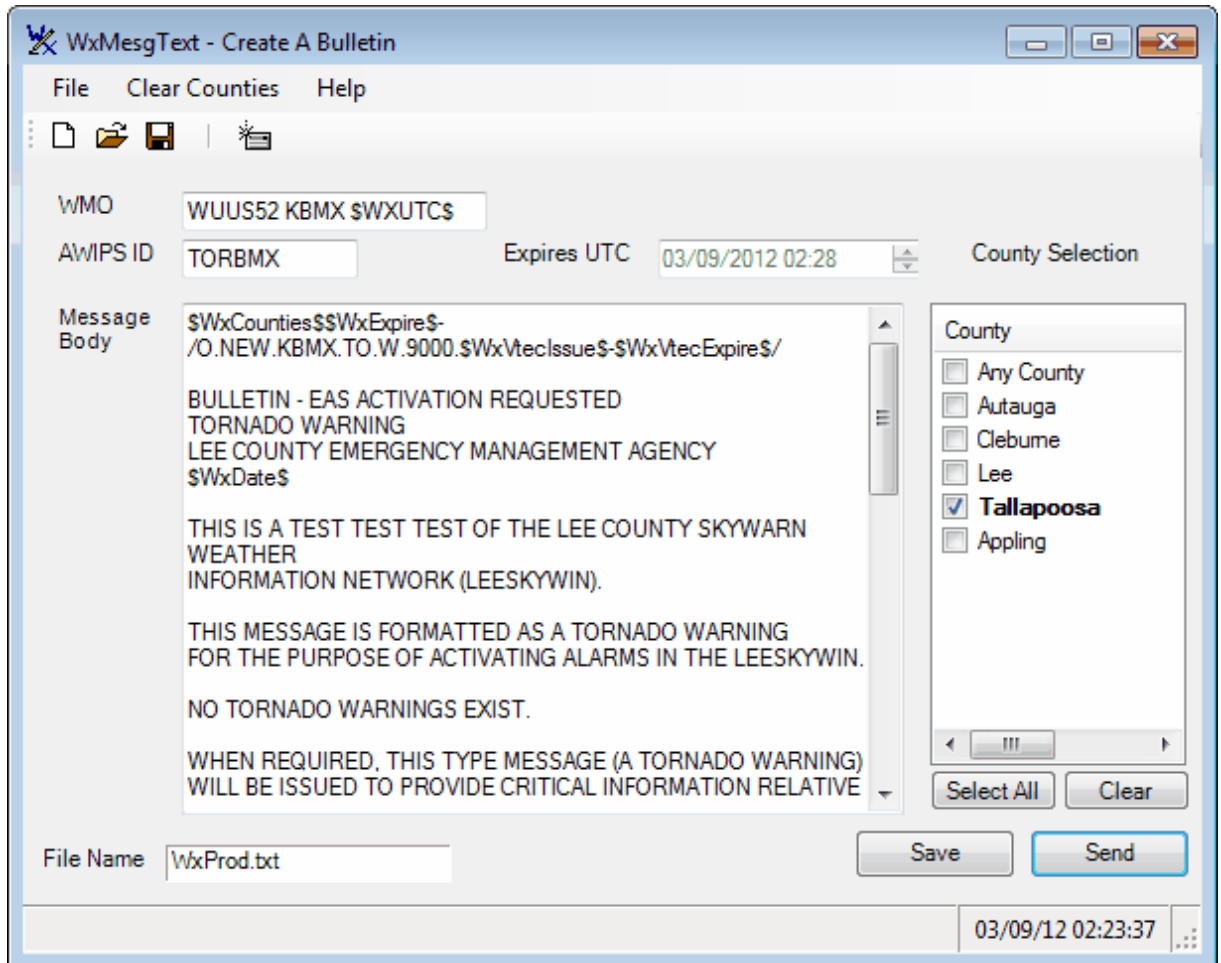 WxMesgText - Create A Bulletin
File Clear Counties Help
WMO WUUS52 KBMX $WXUTC$
AWIPS ID TORBMX Expires UTC 03/09/2012 02:28 County Selection
Message
Body
$WxCounties$$WxExpire$-
/O.NEW.KBMX.TO.W.9000.$WxVtecIssue$-$WxVtecExpire$/
BULLETIN - EAS ACTIVATION REQUESTED
TORNADO WARNING
LEE COUNTY EMERGENCY MANAGEMENT AGENCY
$WxDate$
THIS IS A TEST TEST TEST OF THE LEE COUNTY SKYWARN
WEATHER
INFORMATION NETWORK (LEESKYWIN).
THIS MESSAGE IS FORMATTED AS A TORNADO WARNING
FOR THE PURPOSE OF ACTIVATING ALARMS IN THE LEESKYWIN.
NO TORNADO WARNINGS EXIST.
WHEN REQUIRED, THIS TYPE MESSAGE (A TORNADO WARNING)
WILL BE ISSUED TO PROVIDE CRITICAL INFORMATION RELATIVE
County
Any County
Autauga
Cleburne
Lee
Tallapoosa
Appling
Select All Clear
File Name WxProd.txt Save Send
03/09/12 02:23:37